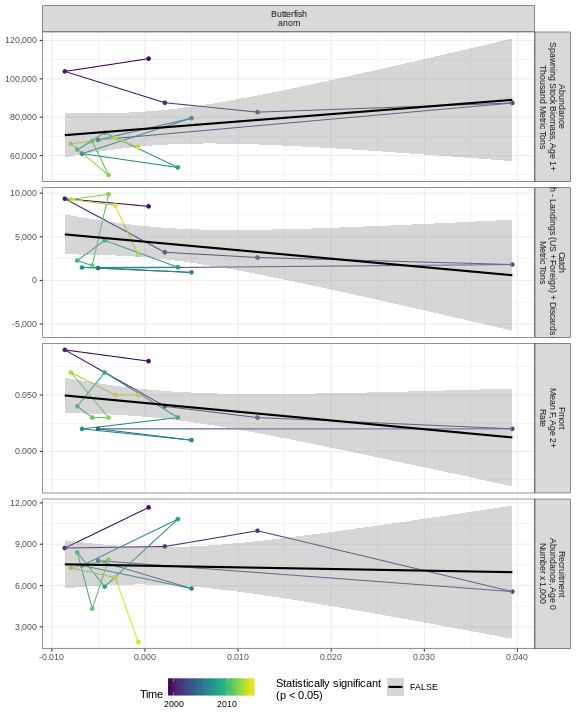 Butterfish
anom
120,000
100,000
80,000
60,000
Abundance
Spawning Stock Biomass, Age 1+
Thousand Metric Tons
10,000
5,000
0
-5,000
Catch
h - Landings (US +Foreign) + Discards
Metric Tons
0.050
0.000
Fmort
Mean F, Age 2+
Rate
12,000
9,000
6,000
3,000
Recruitment
Abundance, Age 0
Number x 1,000
-0.010 0.000 0.010 0.020 0.030 0.040
Time
2000 2010
Statistically significant
(p < 0.05)
FALSE